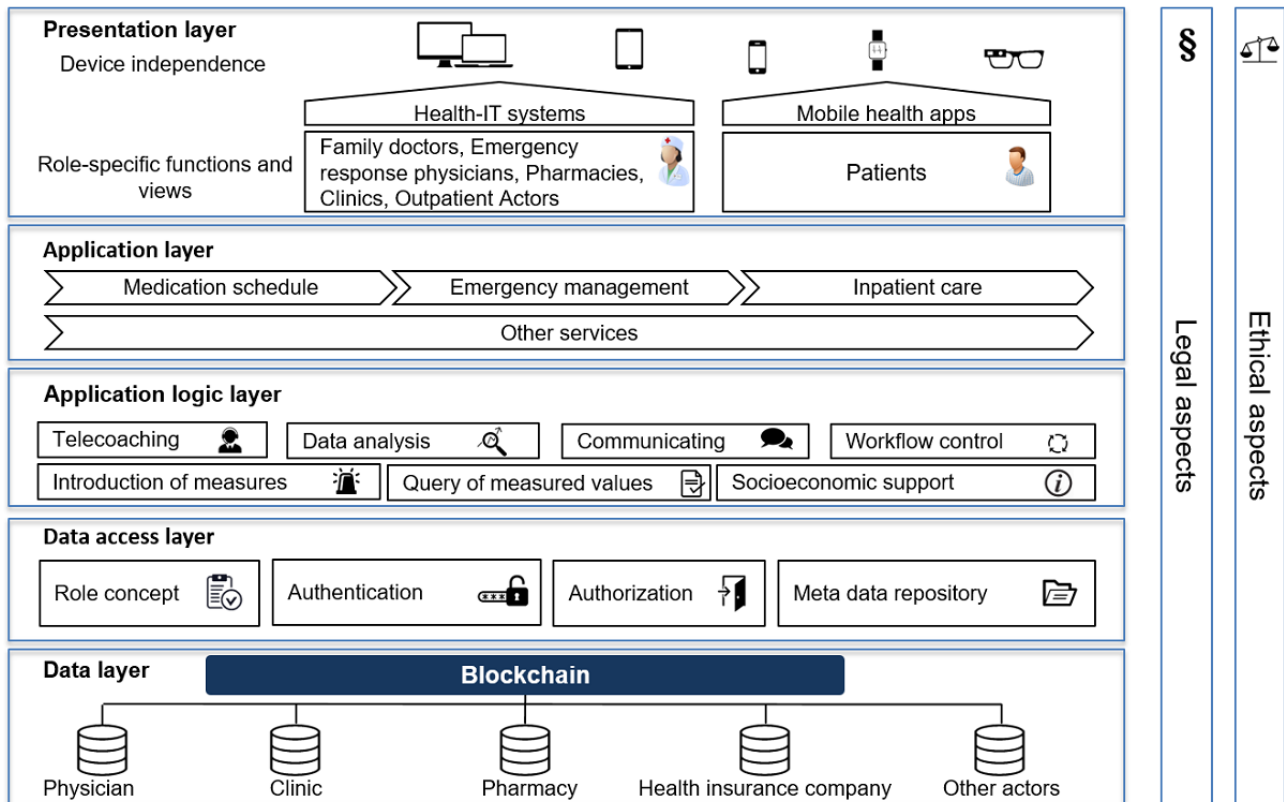 Presentation layer
Device independence
Health-IT systems
Mobile health apps
Role-specific functions and
views
Family doctors, Emergency
response physicians, Pharmacies,
Clinics, Outpatient Actors
Patients
Application layer
Medication schedule
Emergency management
Inpatient care
Other services
Application logic layer
Telecoaching
Data analysis
Communicating
Workflow control
Introduction of measures
Query of measured values
Socioeconomic support
i
Data access layer
Role concept
Authentication
***
Authorization
Meta data repository
Data layer
Blockchain
Physician
Clinic
Pharmacy
Health insurance company
Other actors
§
Legal aspects
Ethical aspects